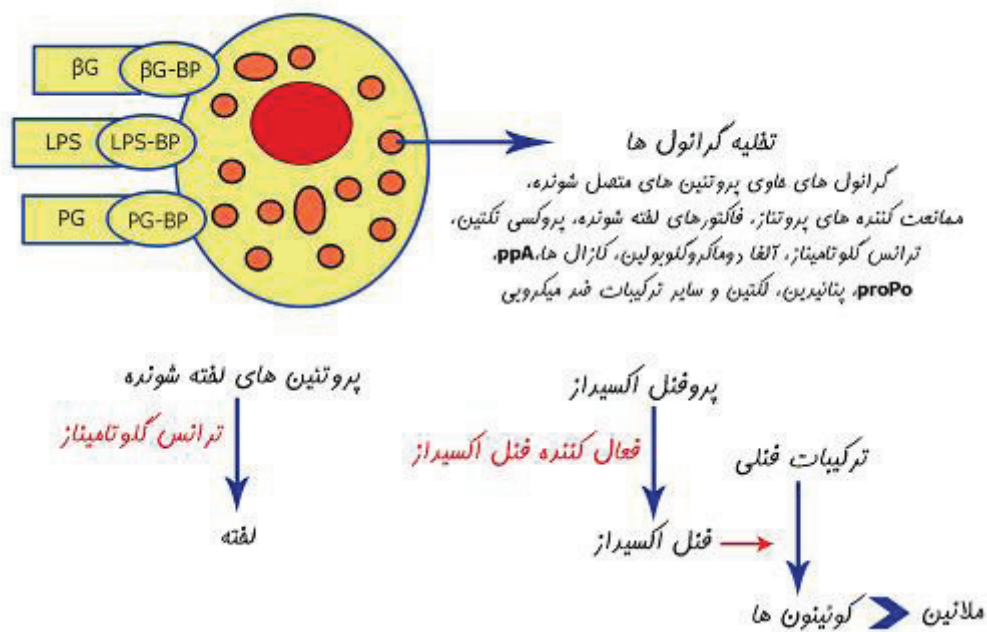 βG βG-BP
LPS LPS-BP
PG PG-BP
تخلیه گرانول ها
گرانول های حاوی پروتئین های متصل شونده،
ممانعت کننده های پروتئاز، فاکتورهای لخته شونده، پروکسی نکتین،
ترانس گلوتامیناز، آلفا دوماکروگلوبولین، کازال ها، ppA،
proPo، پنائیدین، لکتین و سایر ترکیبات ضد میکروبی
پروتئین های لخته شونده
ترانس گلوتامیناز
لخته
پروفنل اکسیداز
فعال کننده فنل اکسیداز
فنل اکسیداز
ترکیبات فنلی
کوئینون ها
ملانین